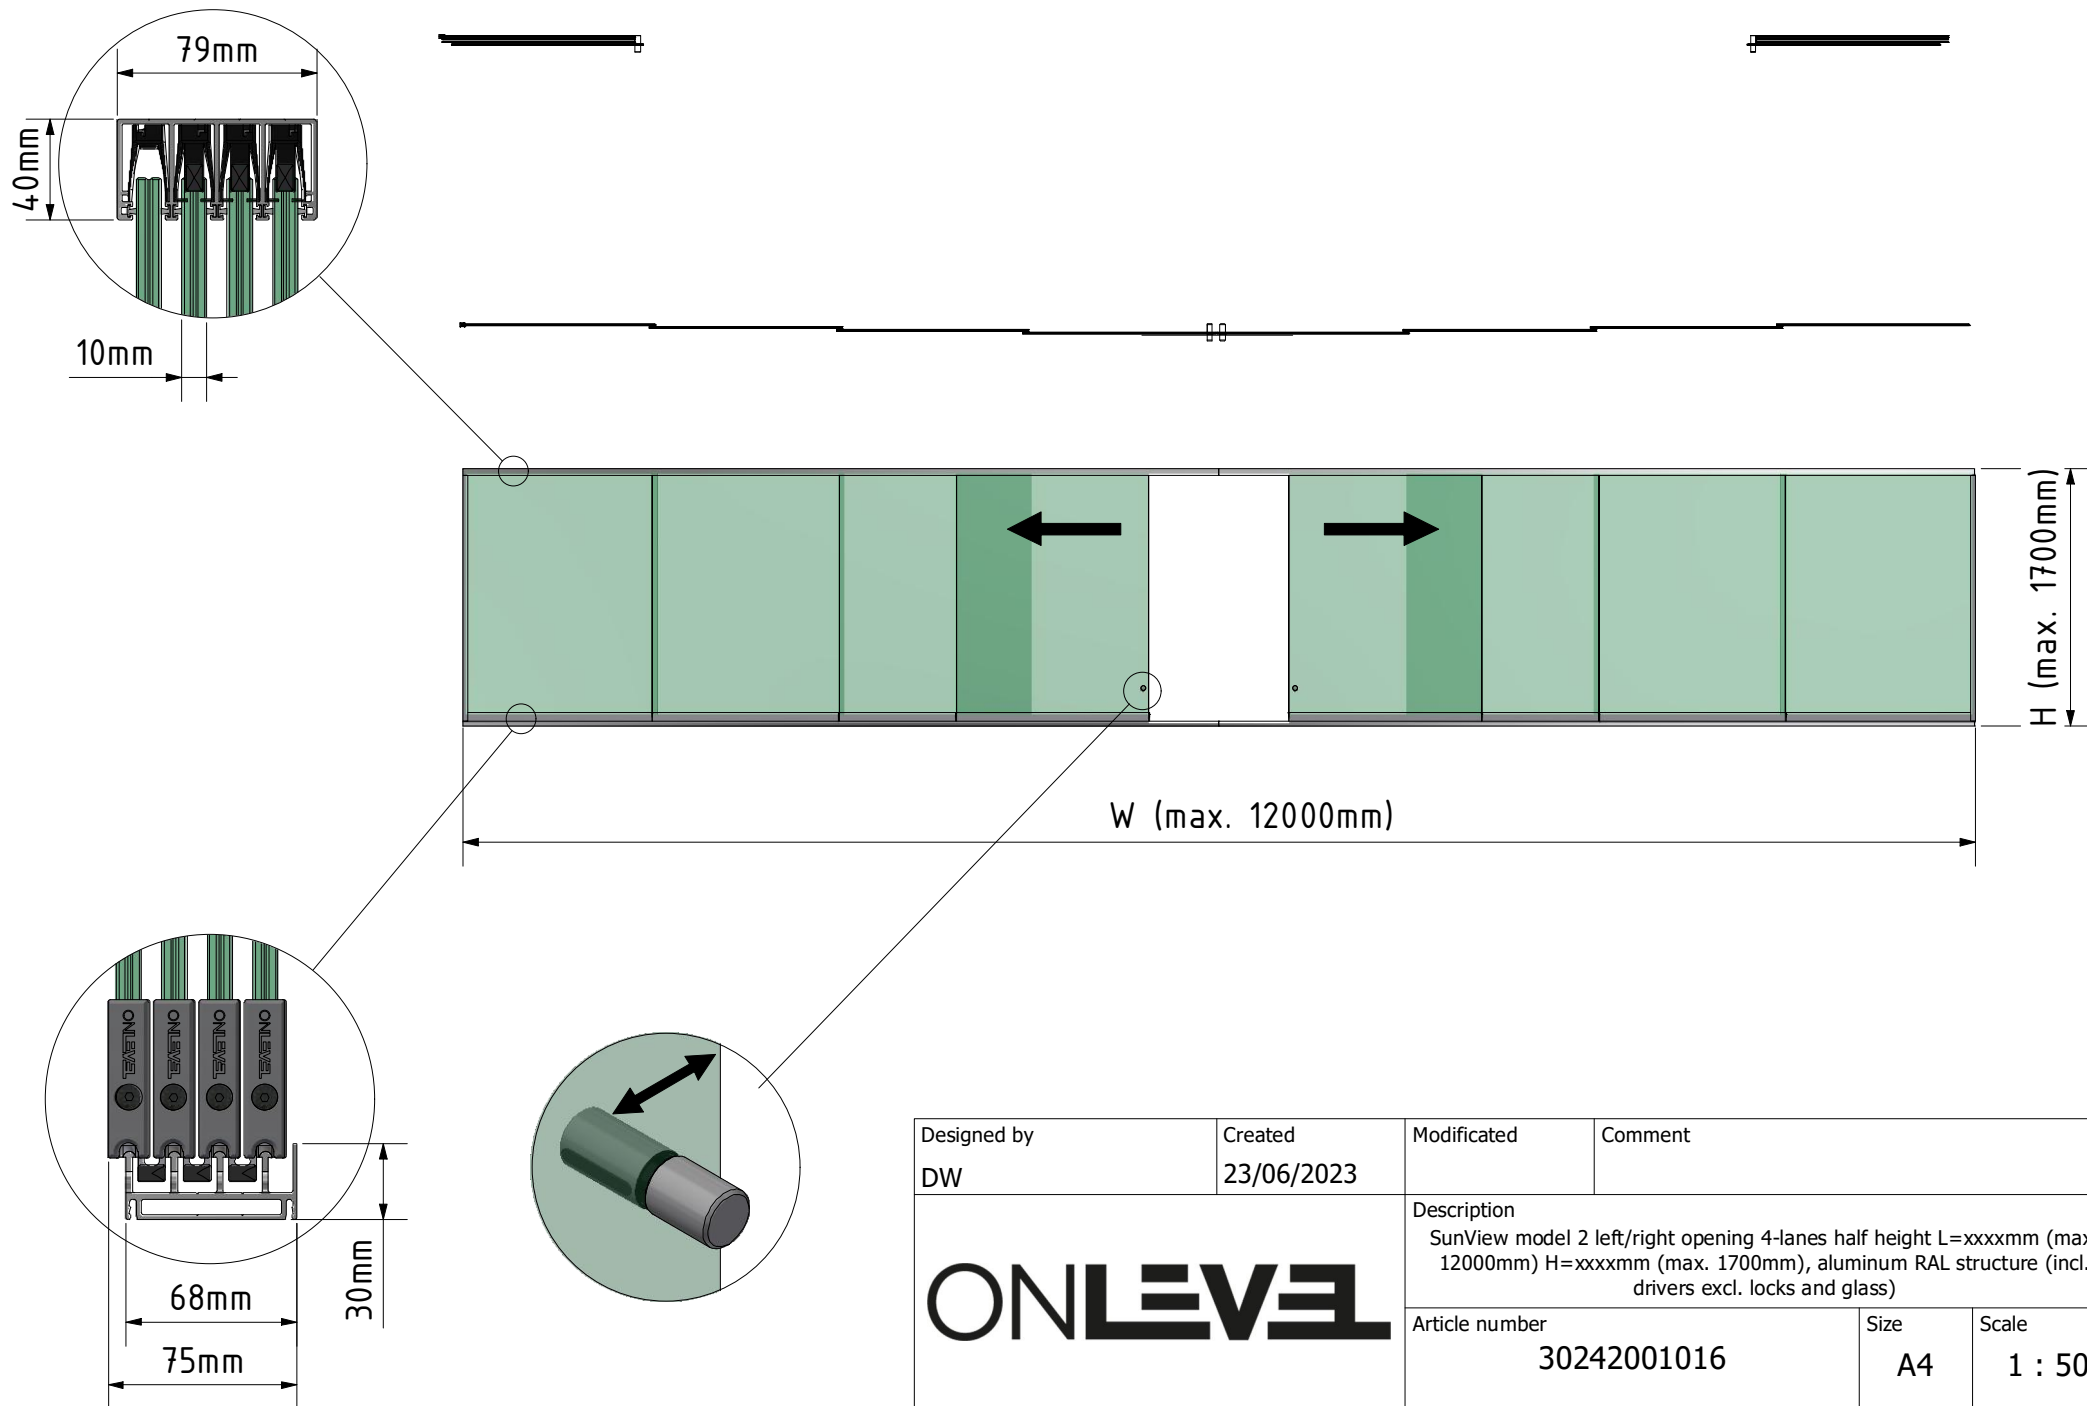 79mm
40mm
10mm
H (max. 1700mm)
W (max. 12000mm)
ONLEVEL ONLEVEL ONLEVEL ONLEVEL
30mm
68mm
75mm
Designed by
DW
Created
23/06/2023
Modificated
Comment
ONLEVEL
Description
SunView model 2 left/right opening 4-lanes half height L=xxxxmm (max
12000mm) H=xxxxmm (max. 1700mm), aluminum RAL structure (incl.
drivers excl. locks and glass)
Article number
30242001016
Size
A4
Scale
1 : 50